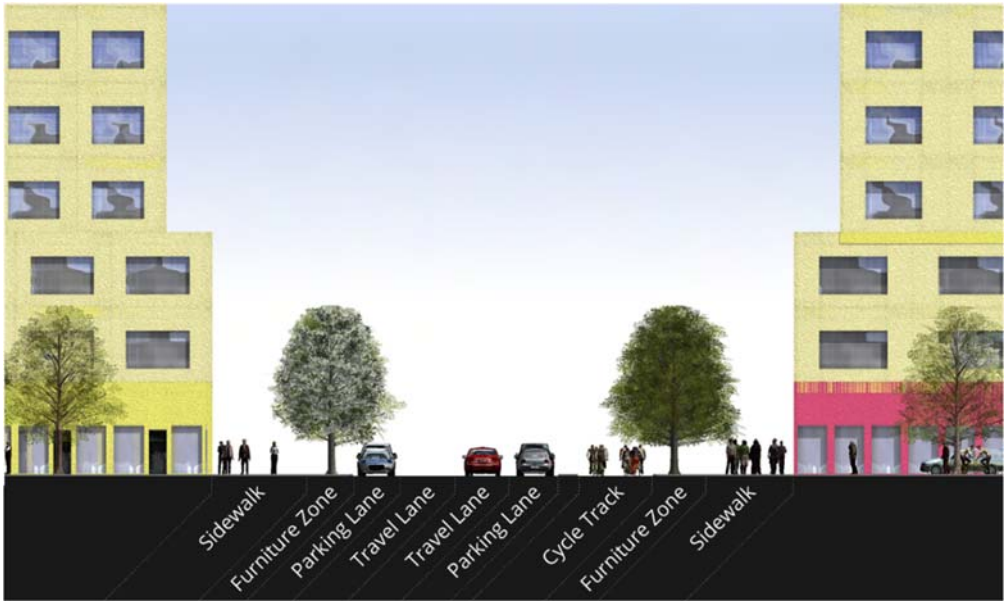 Sidewalk
Furniture Zone
Parking Lane
Travel Lane
Travel Lane
Parking Lane
Cycle Track
Furniture Zone
Sidewalk